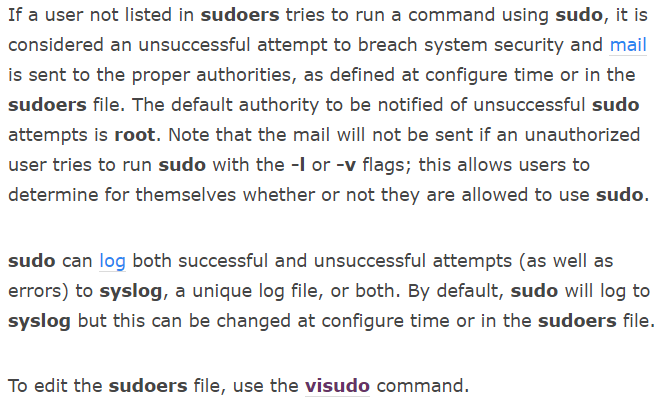 If a user not listed in sudoers tries to run a command using sudo, it is
considered an unsuccessful attempt to breach system security and mail
is sent to the proper authorities, as defined at configure time or in the
sudoers file. The default authority to be notified of unsuccessful sudo
attempts is root. Note that the mail will not be sent if an unauthorized
user tries to run sudo with the -l or -v flags; this allows users to
determine for themselves whether or not they are allowed to use sudo.
sudo can log both successful and unsuccessful attempts (as well as
errors) to syslog, a unique log file, or both. By default, sudo will log to
syslog but this can be changed at configure time or in the sudoers file.
To edit the sudoers file, use the visudo command.